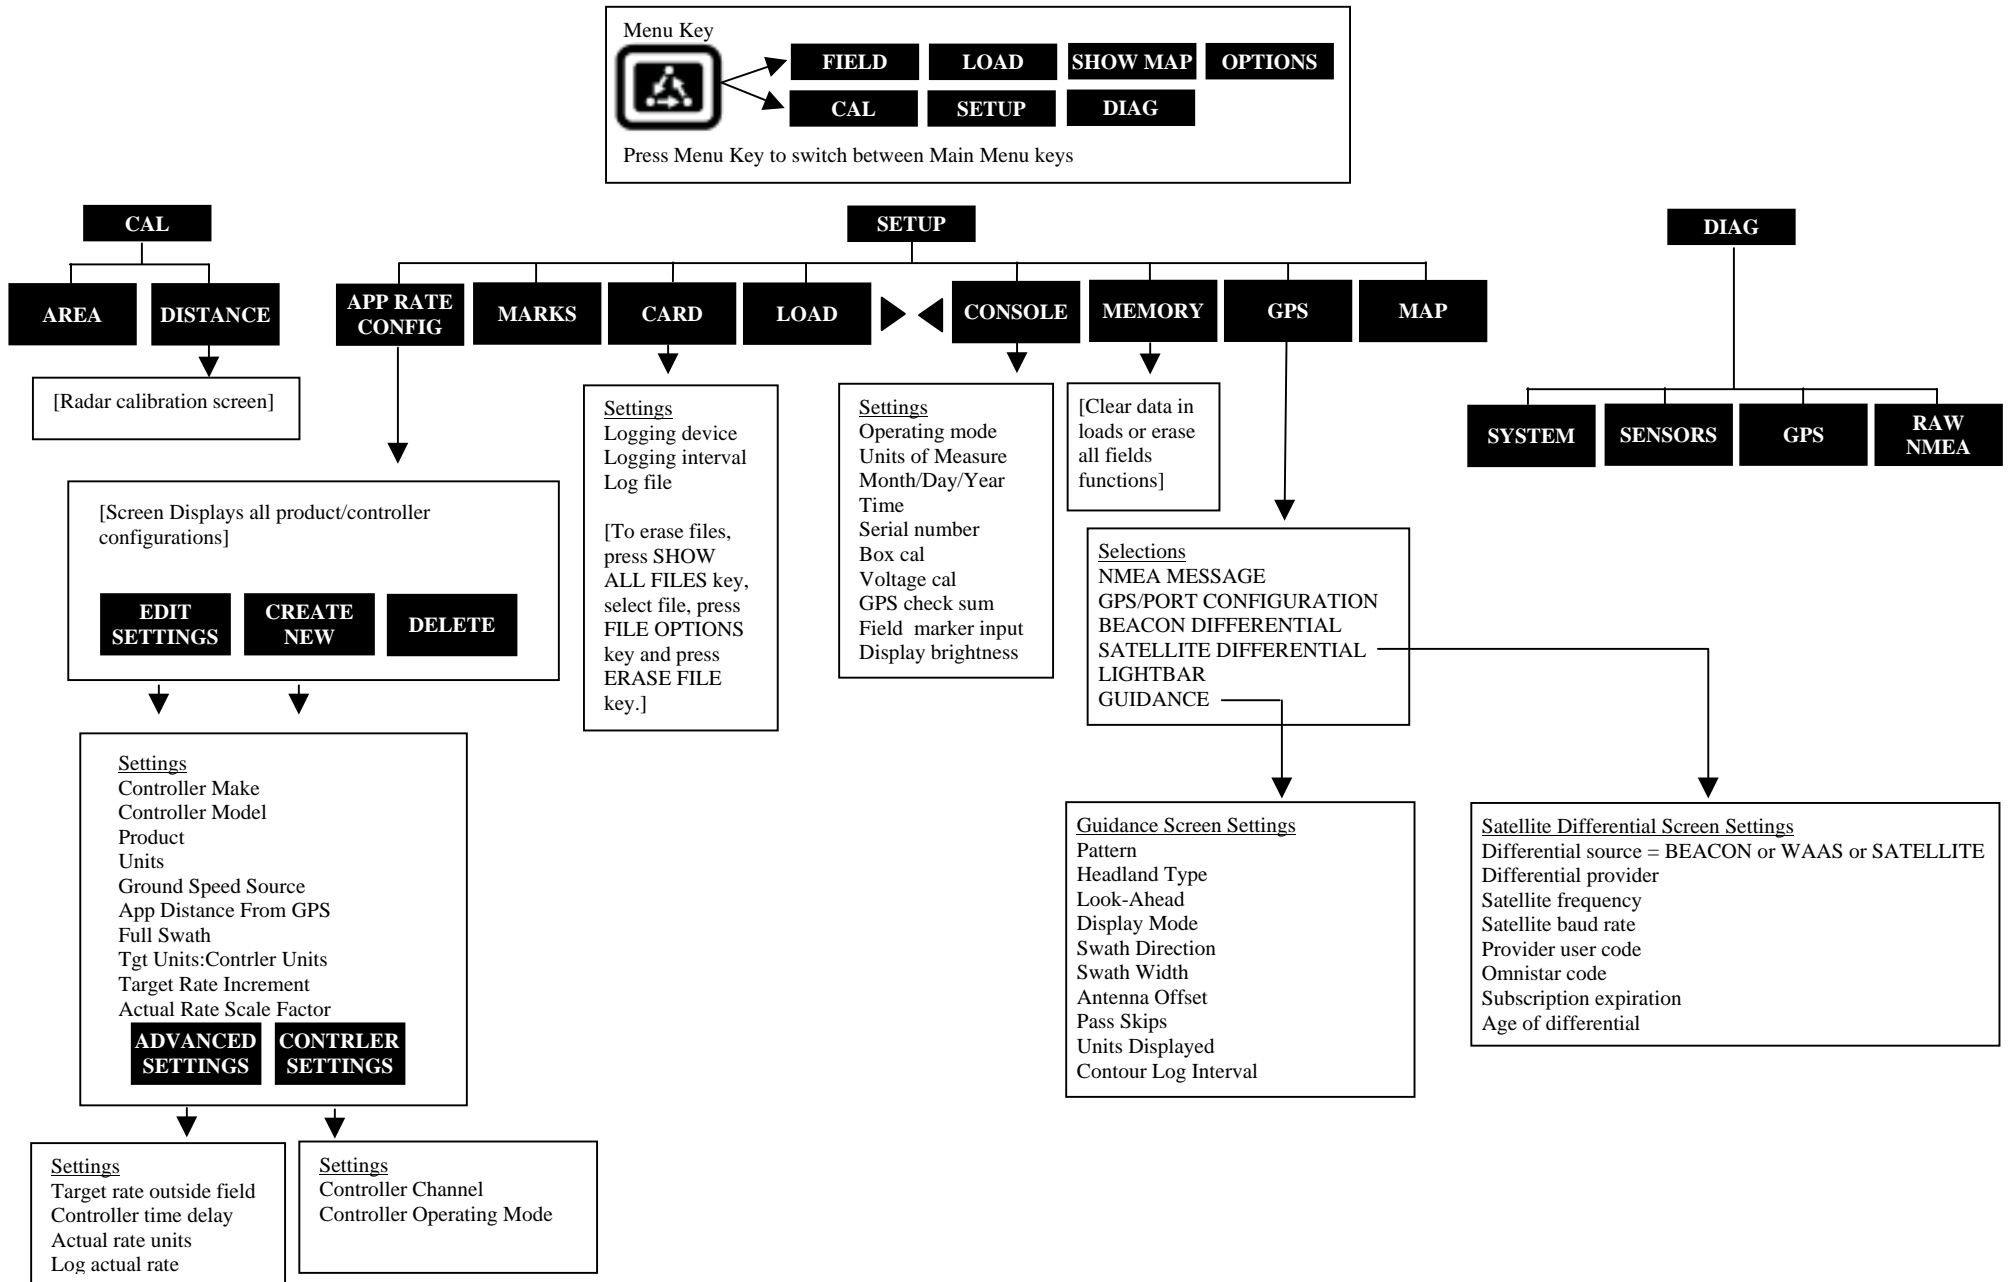 Menu Key
FIELD
LOAD
SHOW MAP
OPTIONS
CAL
SETUP
DIAG
Press Menu Key to switch between Main Menu keys
CAL
AREA
DISTANCE
[Radar calibration screen]
SETUP
APP RATE
CONFIG
MARKS
CARD
LOAD
CONSOLE
MEMORY
GPS
MAP
[Screen Displays all product/controller
configurations]
EDIT
SETTINGS
CREATE
NEW
DELETE
Settings
Controller Make
Controller Model
Product
Units
Ground Speed Source
App Distance From GPS
Full Swath
Tgt Units:Contrler Units
Target Rate Increment
Actual Rate Scale Factor
ADVANCED
SETTINGS
CONTRLER
SETTINGS
Settings
Target rate outside field
Controller time delay
Actual rate units
Log actual rate
Settings
Controller Channel
Controller Operating Mode
Settings
Logging device
Logging interval
Log file
[To erase files,
press SHOW
ALL FILES key,
select file, press
FILE OPTIONS
key and press
ERASE FILE
key.]
Settings
Operating mode
Units of Measure
Month/Day/Year
Time
Serial number
Box cal
Voltage cal
GPS check sum
Field marker input
Display brightness
[Clear data in
loads or erase
all fields
functions]
Selections
NMEA MESSAGE
GPS/PORT CONFIGURATION
BEACON DIFFERENTIAL
SATELLITE DIFFERENTIAL
LIGHTBAR
GUIDANCE
Guidance Screen Settings
Pattern
Headland Type
Look-Ahead
Display Mode
Swath Direction
Swath Width
Antenna Offset
Pass Skips
Units Displayed
Contour Log Interval
Satellite Differential Screen Settings
Differential source = BEACON or WAAS or SATELLITE
Differential provider
Satellite frequency
Satellite baud rate
Provider user code
Omnistar code
Subscription expiration
Age of differential
DIAG
SYSTEM
SENSORS
GPS
RAW
NMEA